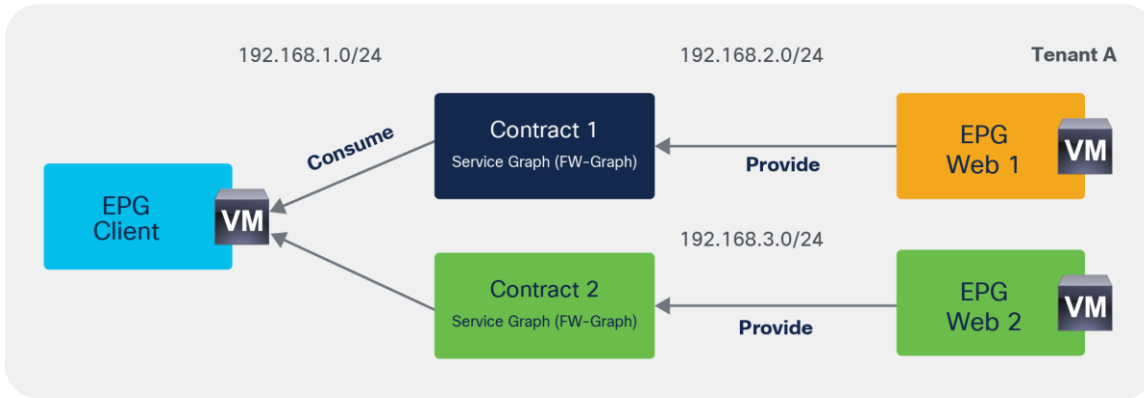 192.168.1.0/24
192.168.2.0/24
Tenant A
Consume
Contract 1
Service Graph (FW-Graph)
Provide
EPG
Web 1
VM
EPG
Client
VM
192.168.3.0/24
Contract 2
Service Graph (FW-Graph)
Provide
EPG
Web 2
VM